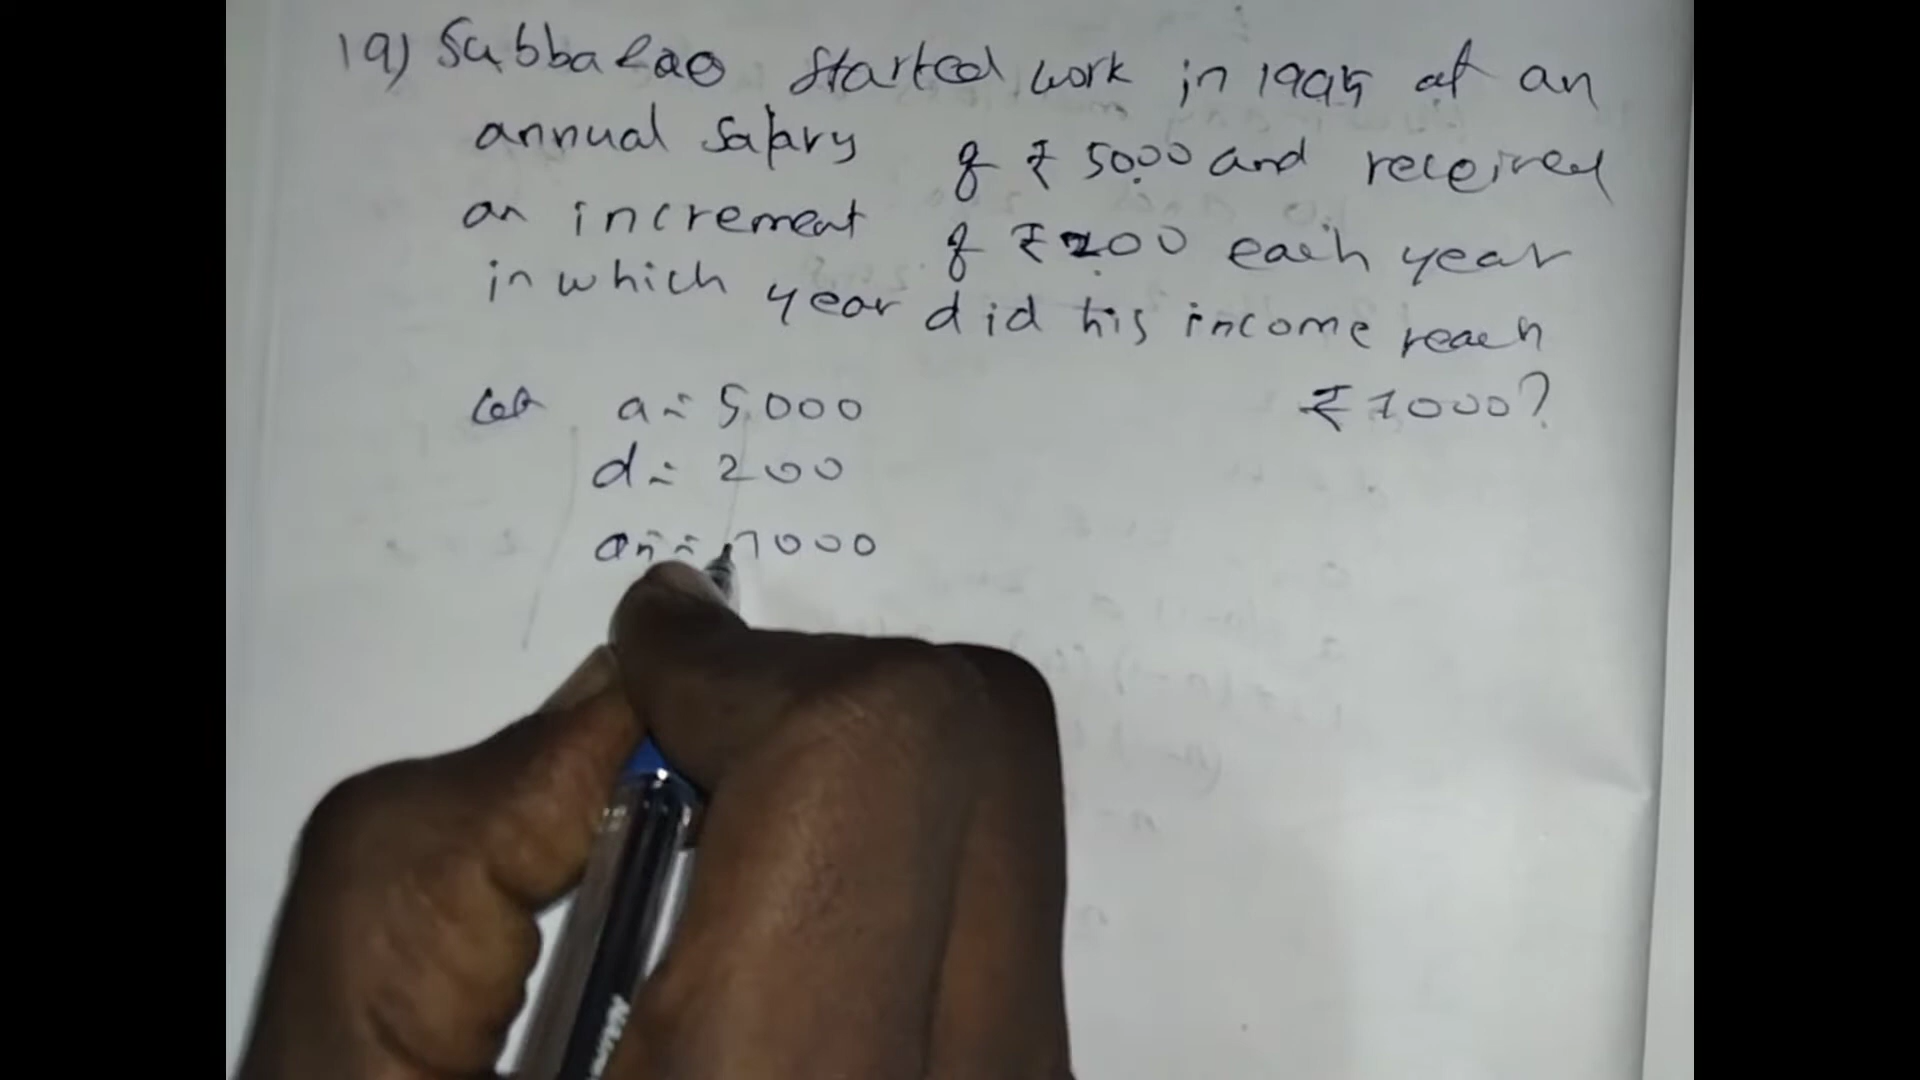 19) Subbarao started work in 1995 at an
annual salary of ₹ 5000 and received
an increment of ₹ 200 each year
in which year did his income reach
₹ 7000?
Let a = 5000
d = 200
an = 7000